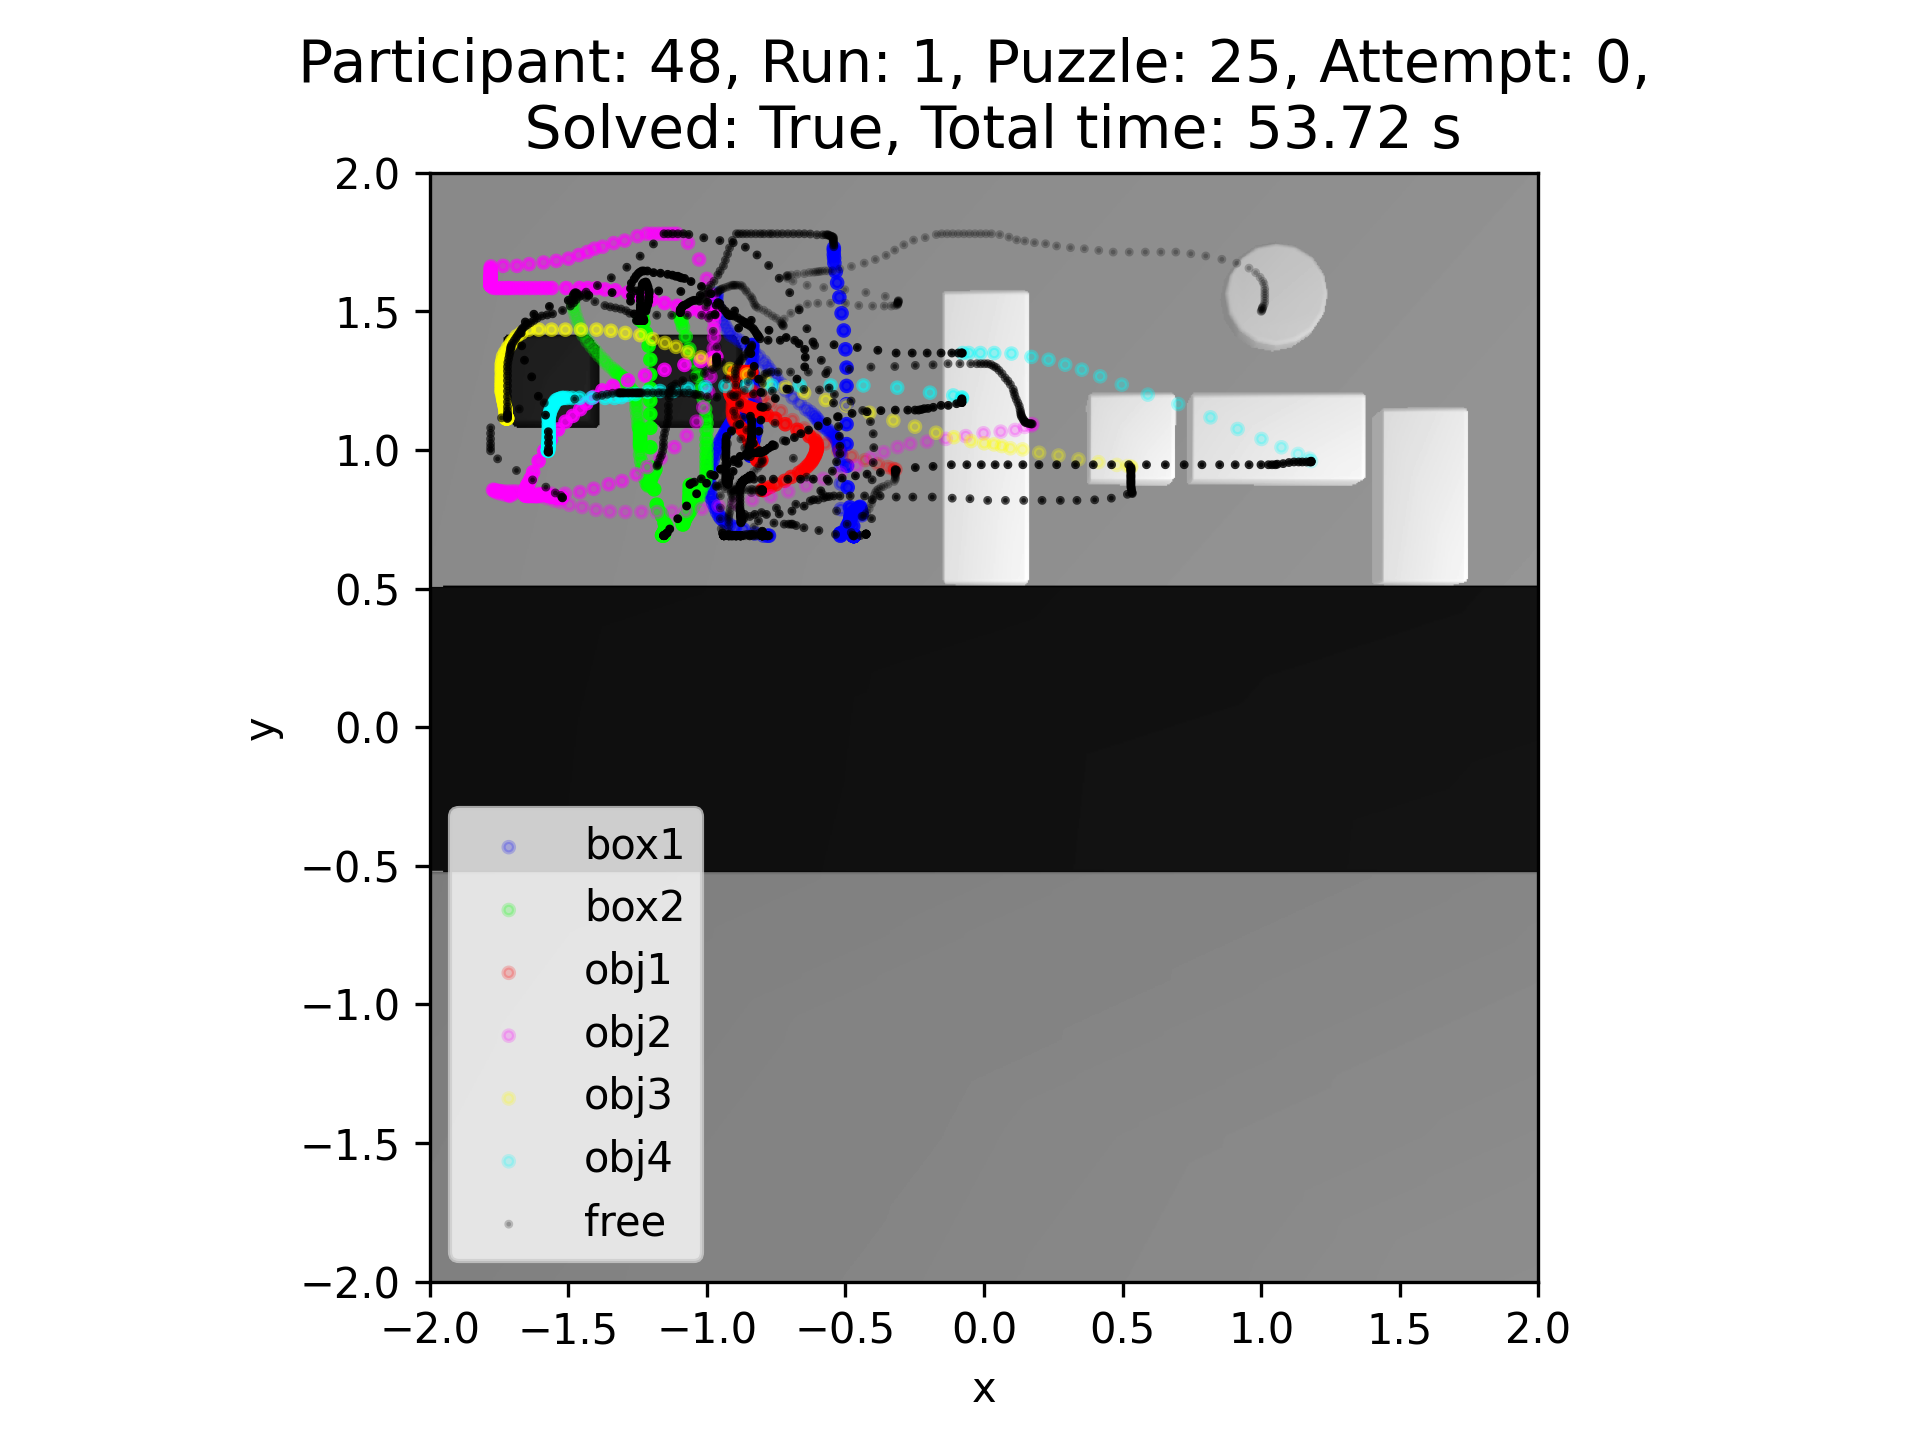 Participant: 48, Run: 1, Puzzle: 25, Attempt: 0,
Solved: True, Total time: 53.72 s
2.0
1.5
1.0
0.5
0.0
−0.5
−1.0
−1.5
−2.0
y
box1
box2
obj1
obj2
obj3
obj4
free
−2.0 −1.5 −1.0 −0.5 0.0 0.5 1.0 1.5 2.0
x